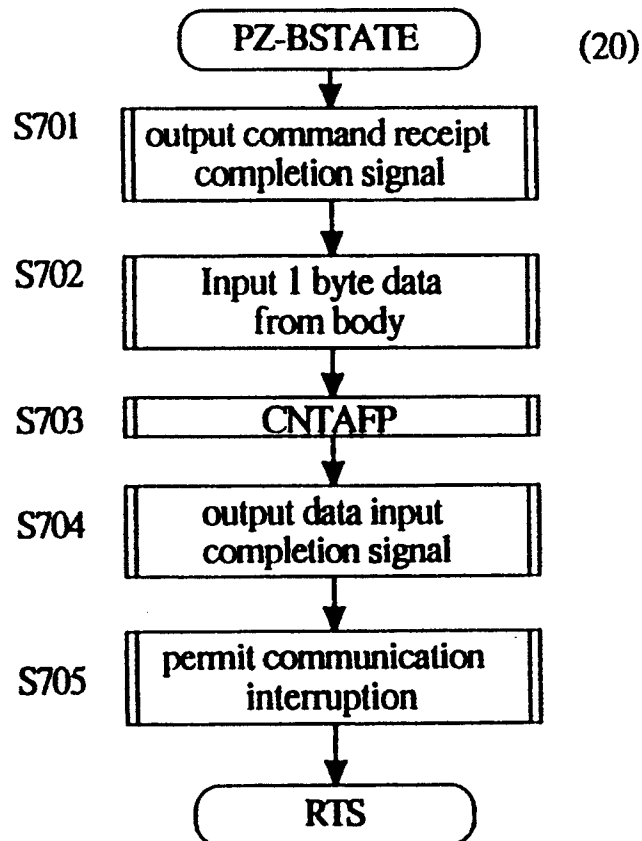 PZ-BSTATE
(20)
S701
output command receipt
completion signal
S702
Input 1 byte data
from body
S703
CNTAFP
S704
output data input
completion signal
S705
permit communication
interruption
RTS